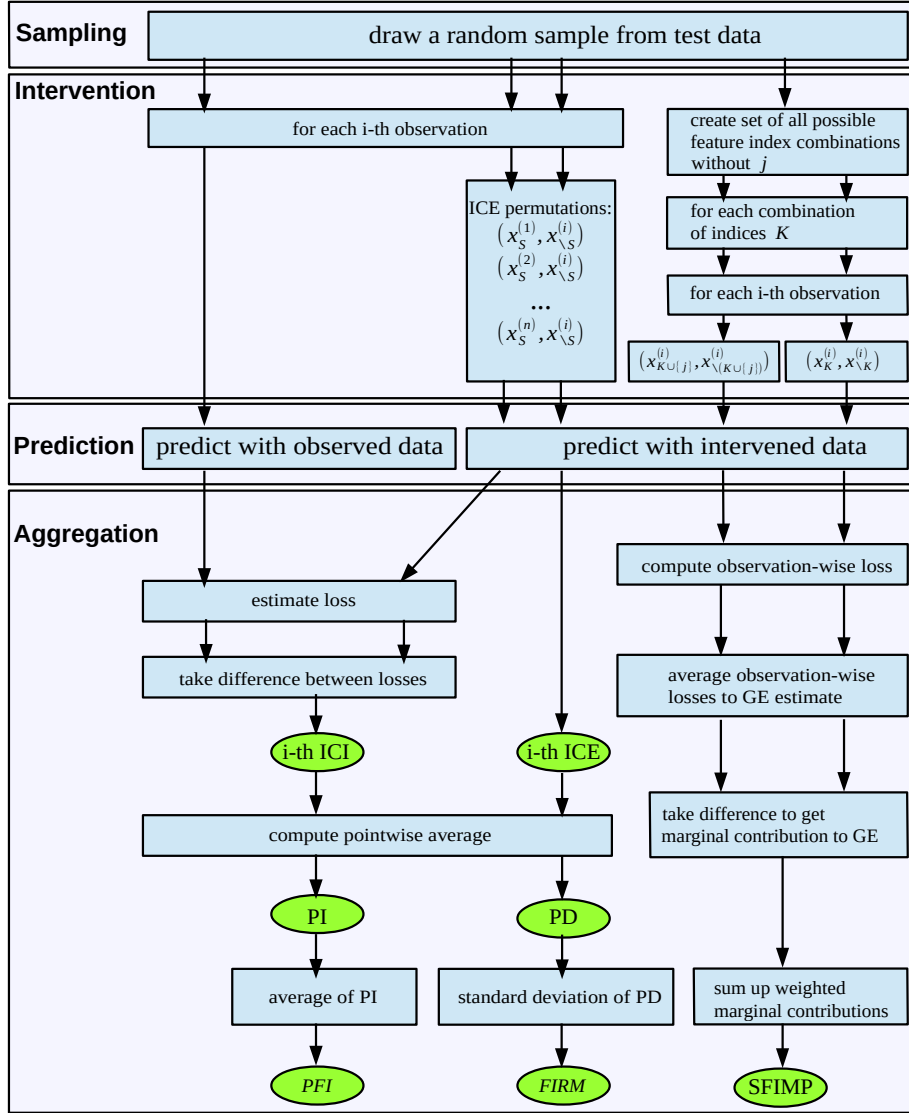 Sampling
draw a random sample from test data
Intervention
for each i-th observation
create set of all possible
feature index combinations
without j
ICE permutations:
(x_S^(1), x_\S^(i))
(x_S^(2), x_\S^(i))
...
(x_S^(n), x_\S^(i))
for each combination
of indices K
for each i-th observation
(x_{K∪{j}}^(i), x_{\(K∪{j})}^(i))
(x_K^(i), x_\K^(i))
Prediction
predict with observed data
predict with intervened data
Aggregation
compute observation-wise loss
estimate loss
take difference between losses
average observation-wise
losses to GE estimate
i-th ICI
i-th ICE
compute pointwise average
take difference to get
marginal contribution to GE
PI
PD
average of PI
standard deviation of PD
sum up weighted
marginal contributions
PFI
FIRM
SFIMP